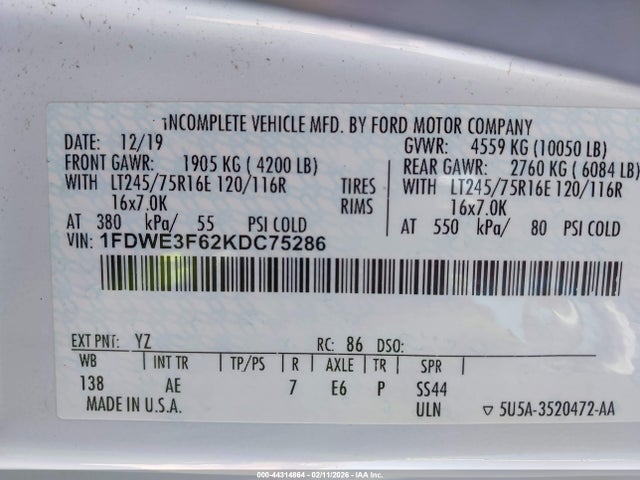 INCOMPLETE VEHICLE MFD. BY FORD MOTOR COMPANY
DATE: 12/19 GVWR: 4559 KG (10050 LB)
FRONT GAWR: 1905 KG ( 4200 LB) REAR GAWR: 2760 KG ( 6084 LB)
WITH LT245/75R16E 120/116R TIRES WITH LT245/75R16E 120/116R
16x7.0K RIMS 16x7.0K
AT 380 kPa/ 55 PSI COLD AT 550 kPa/ 80 PSI COLD
VIN: 1FDWE3F62KDC75286
EXT PNT: YZ RC: 86 DSO:
WB INT TR TP/PS R AXLE TR SPR
138 AE 7 E6 P SS44
MADE IN U.S.A. ULN ▽ 5U5A-3520472-AA
000-44314864 - 02/11/2026 - IAA Inc.